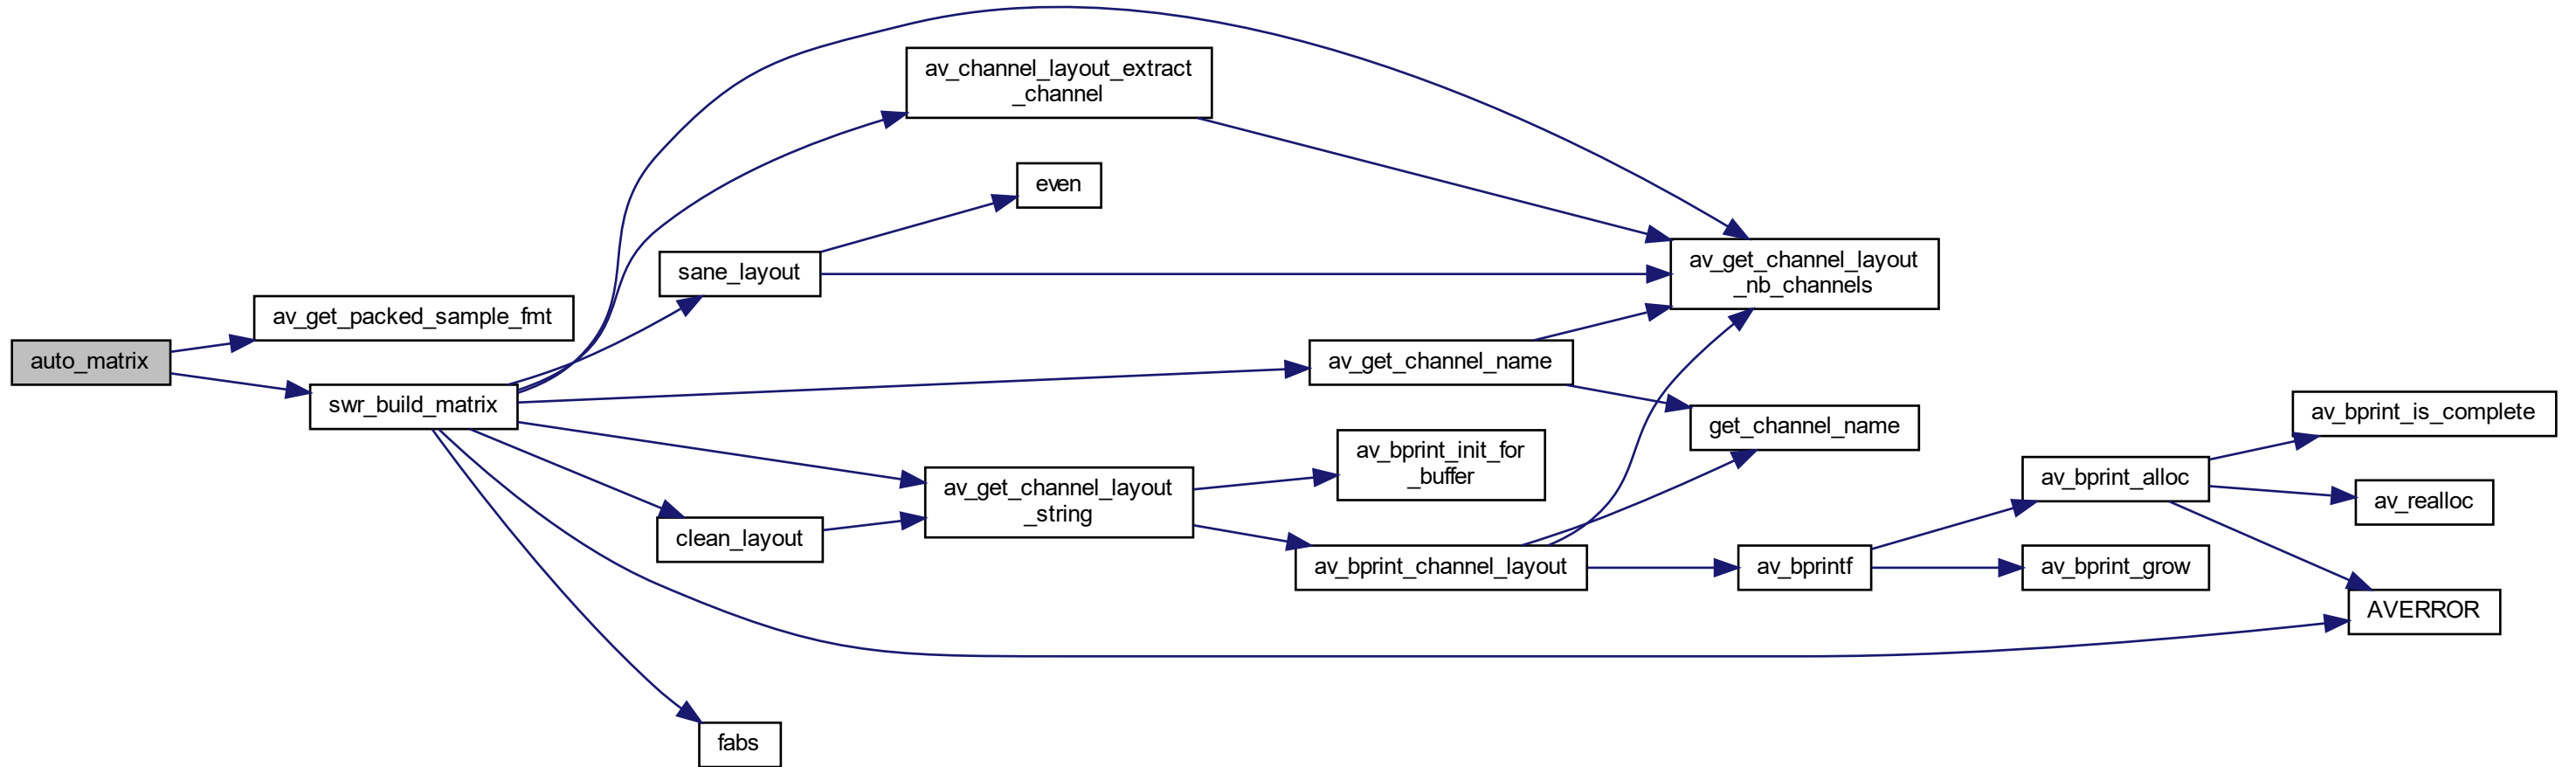 av_channel_layout_extract
_channel
even
sane_layout
av_get_channel_layout
_nb_channels
av_get_packed_sample_fmt
auto_matrix
swr_build_matrix
av_get_channel_name
get_channel_name
av_bprint_is_complete
av_bprint_init_for
_buffer
av_bprint_alloc
av_realloc
av_get_channel_layout
_string
clean_layout
av_bprint_channel_layout
av_bprintf
av_bprint_grow
AVERROR
fabs